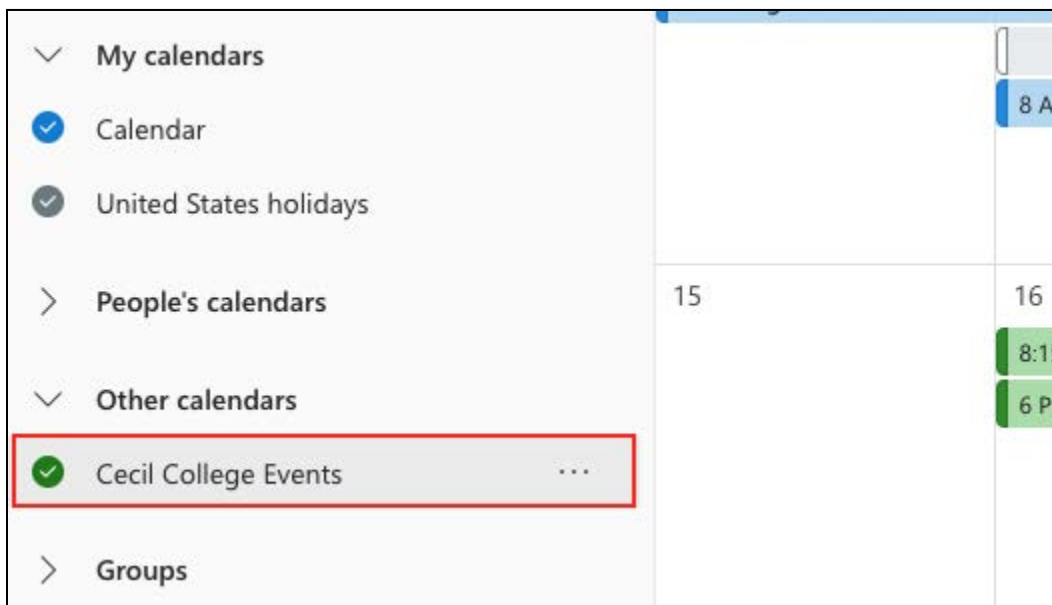 My calendars
Calendar
United States holidays
People's calendars
Other calendars
Cecil College Events
Groups
8 A
15
16
8:1
6 P